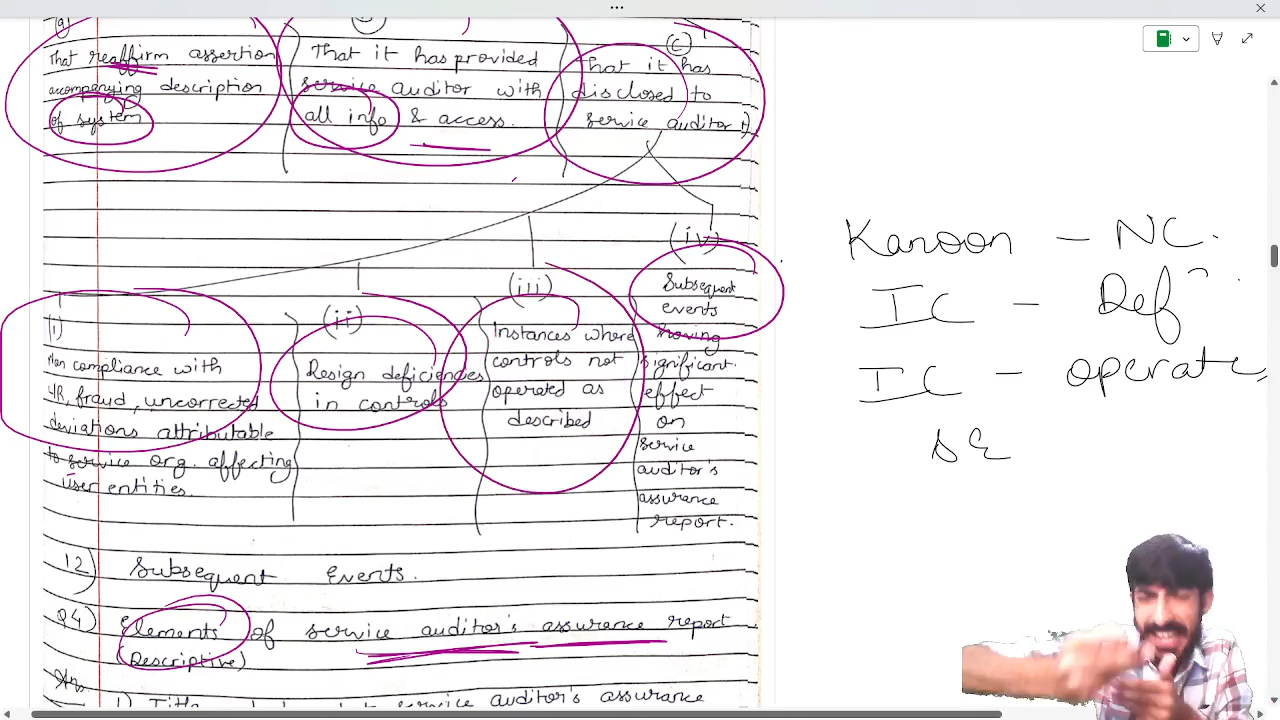 a
That reaffirm assertion
accompanying description
of system
That it has provided
service auditor with
all info & access.
(c)
That it has
disclosed to
service auditor :)
(i)
Non compliance with
4R, fraud, uncorrected
deviations attributable
to service org. affecting
user entities.
(ii)
Design deficiencies
in controls
(iii)
Instances where
controls not
operated as
described
(iv)
Subsequent
events
having
significant
effect
on
service
auditor's
assurance
report.
12) Subsequent Events.
Q4) Elements of service auditor's assurance report.
(Descriptive)
Ans.
1) Title service auditor's assurance
Kanoon - NC.
IC - Def
IC - operate
SE